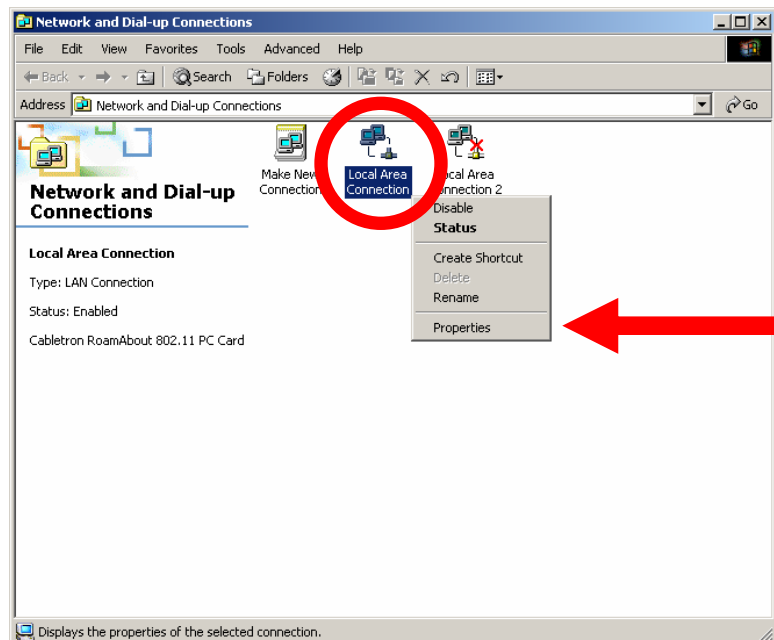 Network and Dial-up Connections
File Edit View Favorites Tools Advanced Help
Back Search Folders
Address Network and Dial-up Connections Go
Make New
Connection
Local Area
Connection
Local Area
Connection 2
Network and Dial-up
Connections
Local Area Connection
Type: LAN Connection
Status: Enabled
Cabletron RoamAbout 802.11 PC Card
Disable
Status
Create Shortcut
Delete
Rename
Properties
Displays the properties of the selected connection.